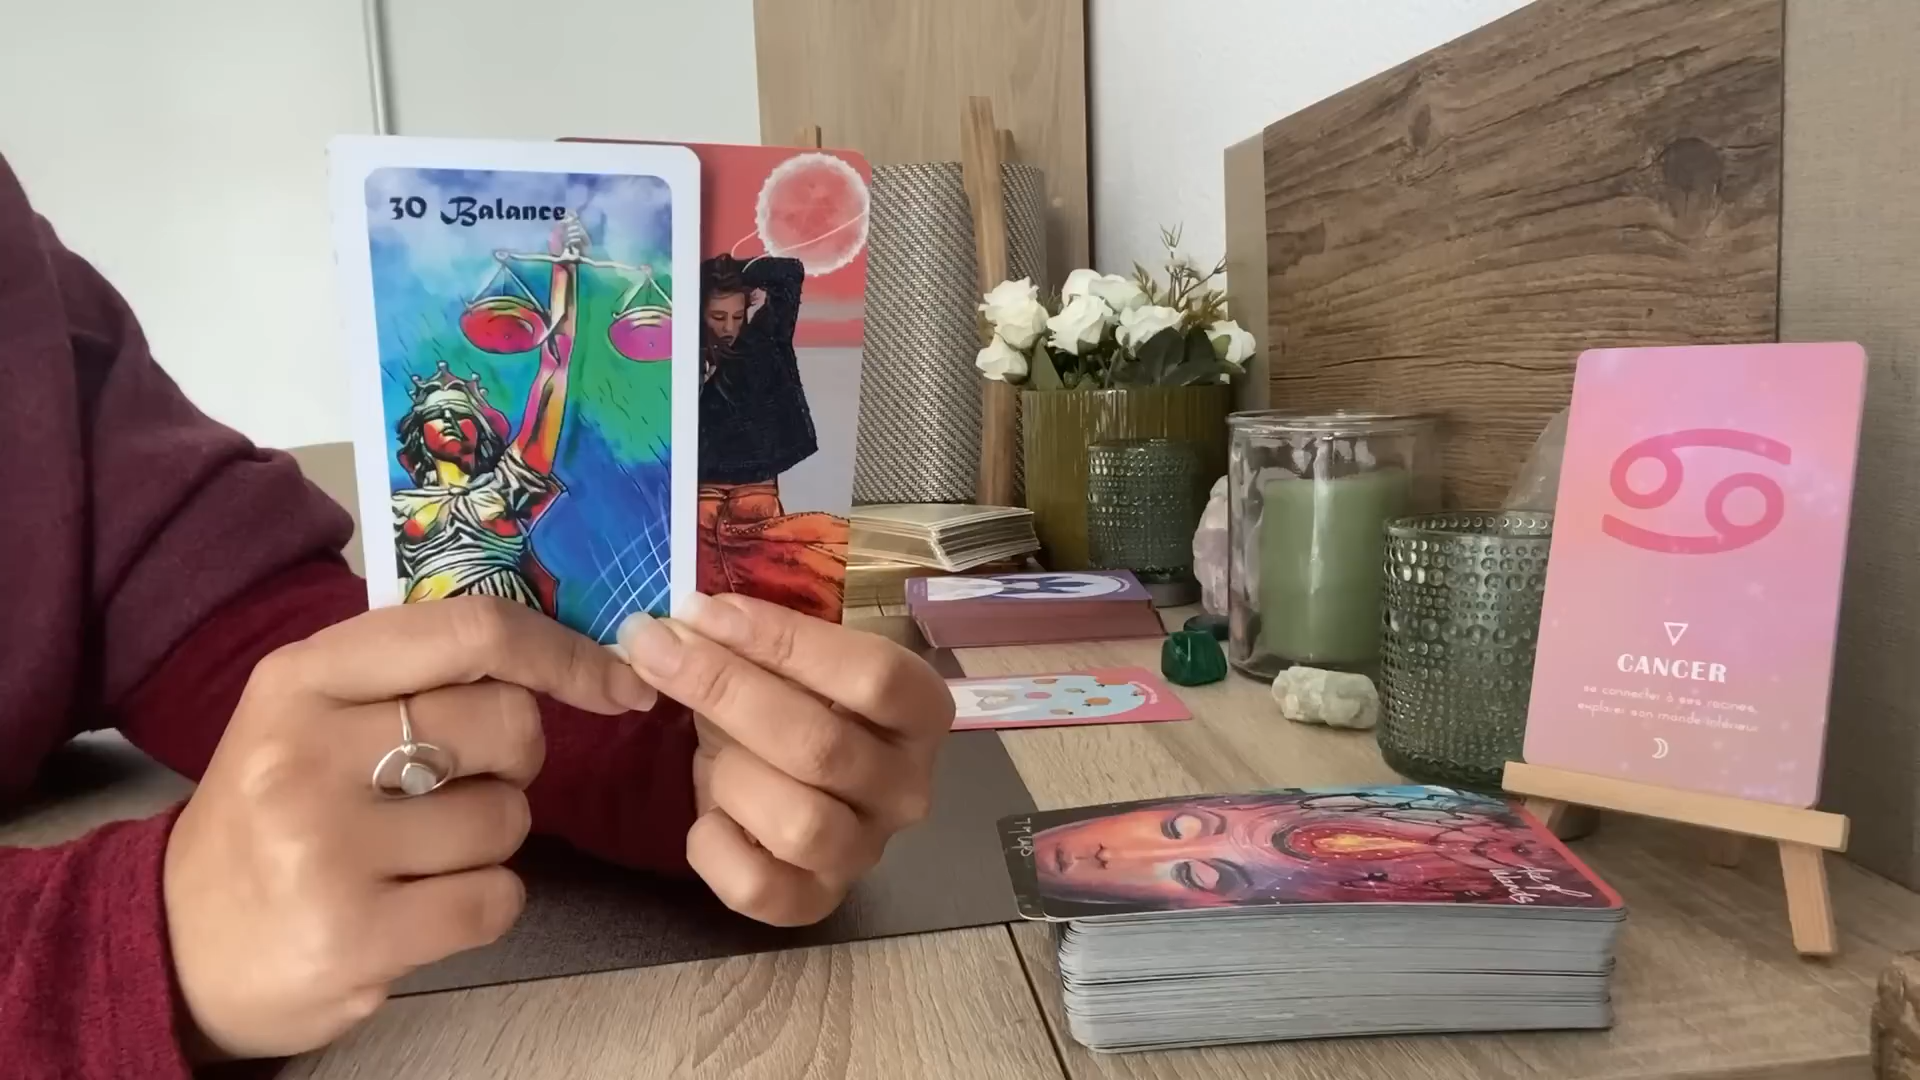 30 Balance
CANCER
se connecter à ses racines,
explorer son monde intérieur